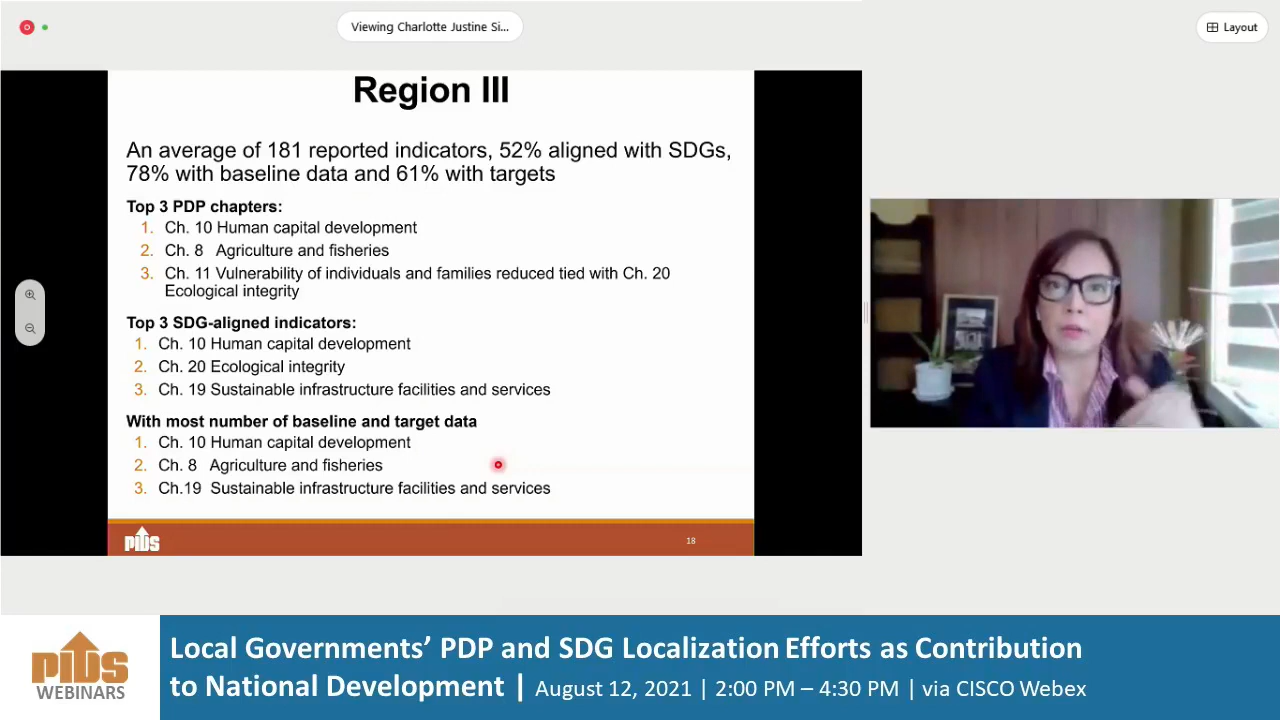 Viewing Charlotte Justine Si...
Layout
Region III
An average of 181 reported indicators, 52% aligned with SDGs,
78% with baseline data and 61% with targets
Top 3 PDP chapters:
1. Ch. 10 Human capital development
2. Ch. 8 Agriculture and fisheries
3. Ch. 11 Vulnerability of individuals and families reduced tied with Ch. 20
Ecological integrity
Top 3 SDG-aligned indicators:
1. Ch. 10 Human capital development
2. Ch. 20 Ecological integrity
3. Ch. 19 Sustainable infrastructure facilities and services
With most number of baseline and target data
1. Ch. 10 Human capital development
2. Ch. 8 Agriculture and fisheries
3. Ch.19 Sustainable infrastructure facilities and services
PIDS
18
PIDS
WEBINARS
Local Governments' PDP and SDG Localization Efforts as Contribution
to National Development | August 12, 2021 | 2:00 PM – 4:30 PM | via CISCO Webex